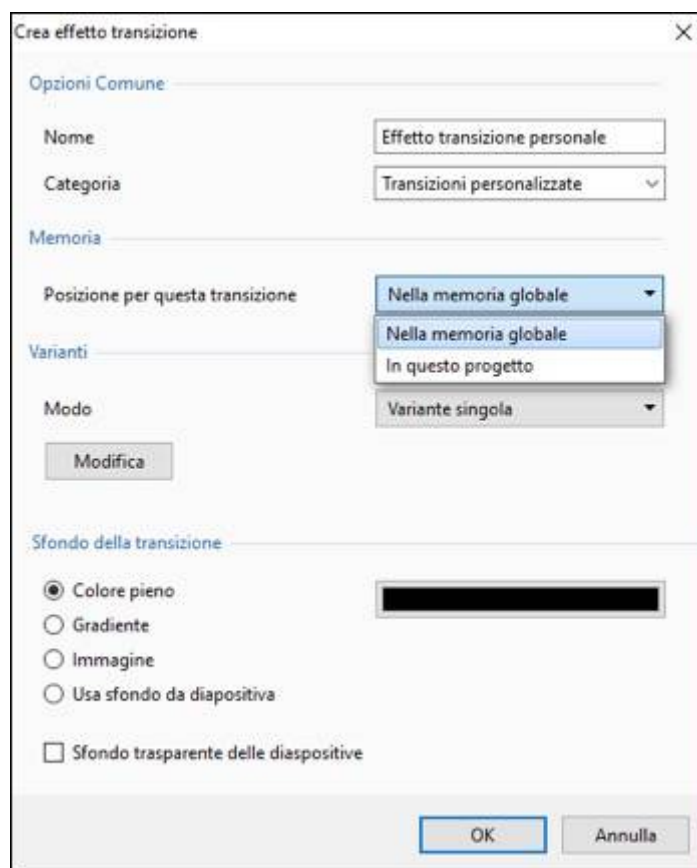 Crea effetto transizione
Opzioni Comune
Nome Effetto transizione personale
Categoria Transizioni personalizzate
Memoria
Posizione per questa transizione Nella memoria globale
Nella memoria globale
Varianti
In questo progetto
Modo Variante singola
Modifica
Sfondo della transizione
Colore pieno
Gradiente
Immagine
Usa sfondo da diapositiva
Sfondo trasparente delle diaspositive
OK Annulla